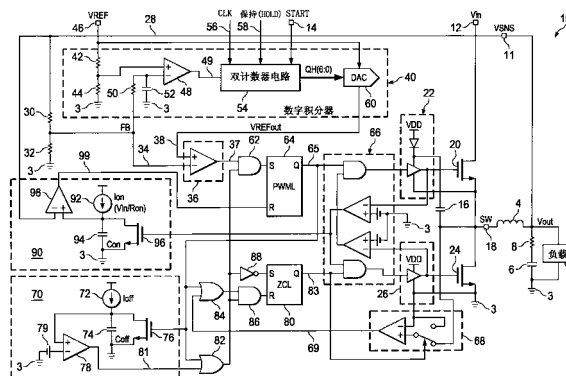 CLK 保持(HOLD) START
10
VREF 46 28 56 58 14 12 Vin VSNS 11
42 44 3 50 52 3 48 49
双计数器电路
54
QH(6:0)
DAC
60
40
数字积分器
22
VDD
20
30 32 3 FB
VREFout
38 34 37 36 62 64 65 66
S Q
PWML
R
99
98
92 Ion
(Vin/Ron)
94 Con 96
3
90
16
SW
18
4
Vout
8
6
3
负载
3
VDD
24
26
3
70
72 Ioff
74 Coff 76
3
79 78 81 3
88
S Q
ZCL
R
80 83
84 86 82
69
68